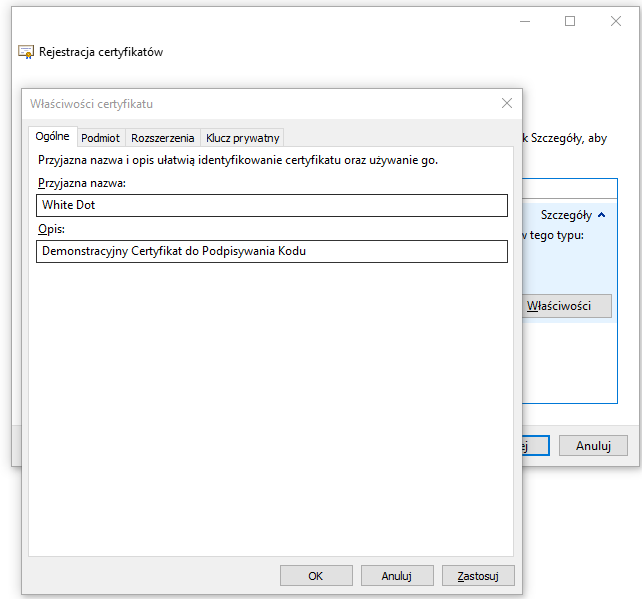 Rejestracja certyfikatów
Właściwości certyfikatu
Ogólne Podmiot Rozszerzenia Klucz prywatny
k Szczegóły, aby
Przyjazna nazwa i opis ułatwią identyfikowanie certyfikatu oraz używanie go.
Przyjazna nazwa:
White Dot
Szczegóły
Opis:
w tego typu:
Demonstracyjny Certyfikat do Podpisywania Kodu
Właściwości
ej Anuluj
OK Anuluj Zastosuj